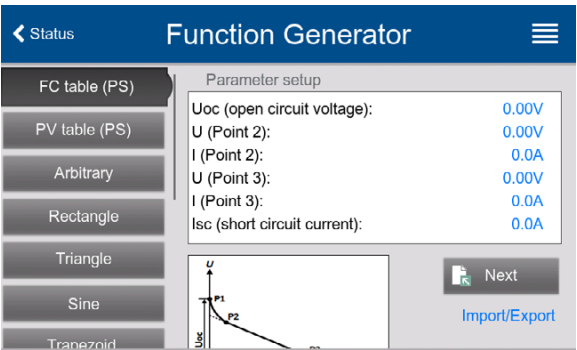 Status
Function Generator
FC table (PS)
PV table (PS)
Arbitrary
Rectangle
Triangle
Sine
Trapezoid
Parameter setup
Uoc (open circuit voltage): 0.00V
U (Point 2): 0.00V
I (Point 2): 0.0A
U (Point 3): 0.00V
I (Point 3): 0.0A
Isc (short circuit current): 0.0A
U
P1
P2
Uoc
Next
Import/Export